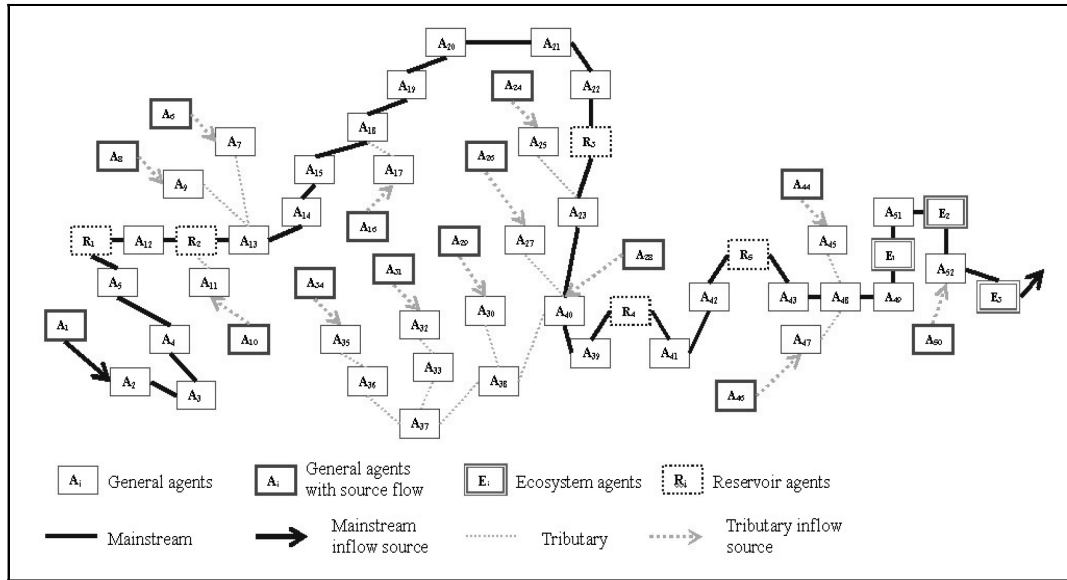 A20
A21
A19
A24
A22
A6
A18
A25
R3
A7
A8
A15
A17
A26
A44
A9
A14
A23
A51
E2
A16
A29
A27
A45
R1
A12
R2
A13
A28
R5
E1
A52
A5
A11
A34
A31
A42
A43
A48
A49
E3
A1
A10
A32
A30
A40
R4
A4
A35
A39
A41
A47
A50
A2
A36
A33
A38
A3
A37
A46
Ai General agents
Ai General agents
with source flow
Ei Ecosystem agents
Reservoir agents
Mainstream
Mainstream
inflow source
Tributary
Tributary inflow
source